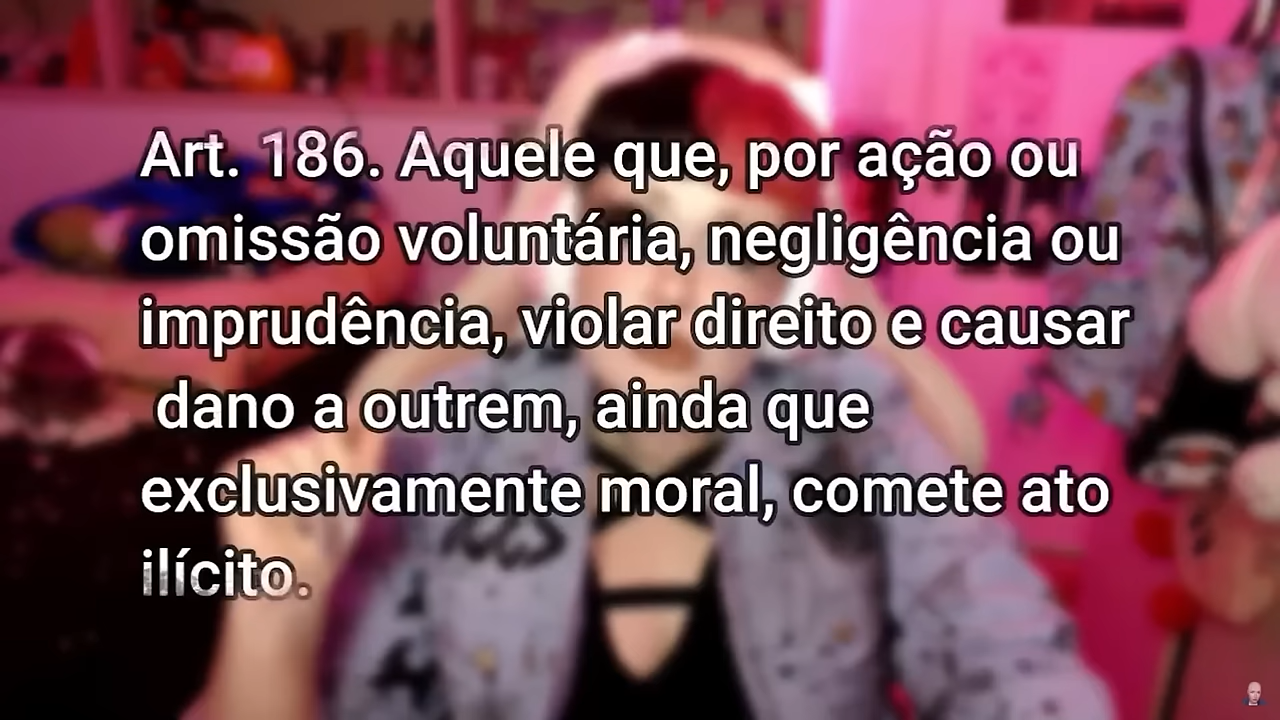 Art. 186. Aquele que, por ação ou
omissão voluntária, negligência ou
imprudência, violar direito e causar
dano a outrem, ainda que
exclusivamente moral, comete ato
ilícito.